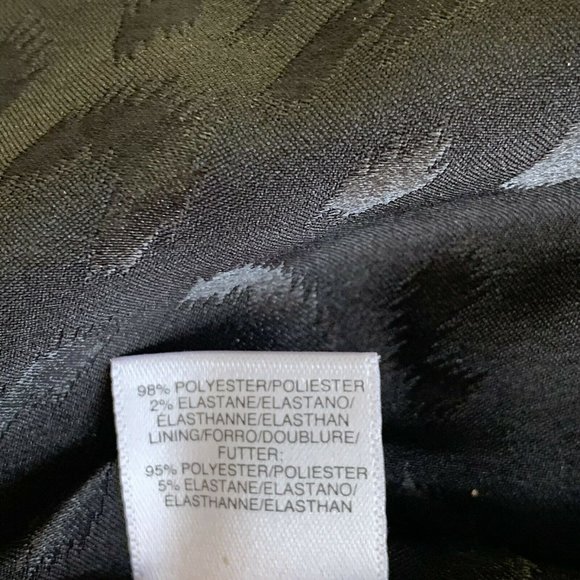 98% POLYESTER/POLIESTER
2% ELASTANE/ELASTANO/
ÉLASTHANNE/ELASTHAN
LINING/FORRO/DOUBLURE/
FUTTER:
95% POLYESTER/POLIESTER
5% ELASTANE/ELASTANO/
ÉLASTHANNE/ELASTHAN